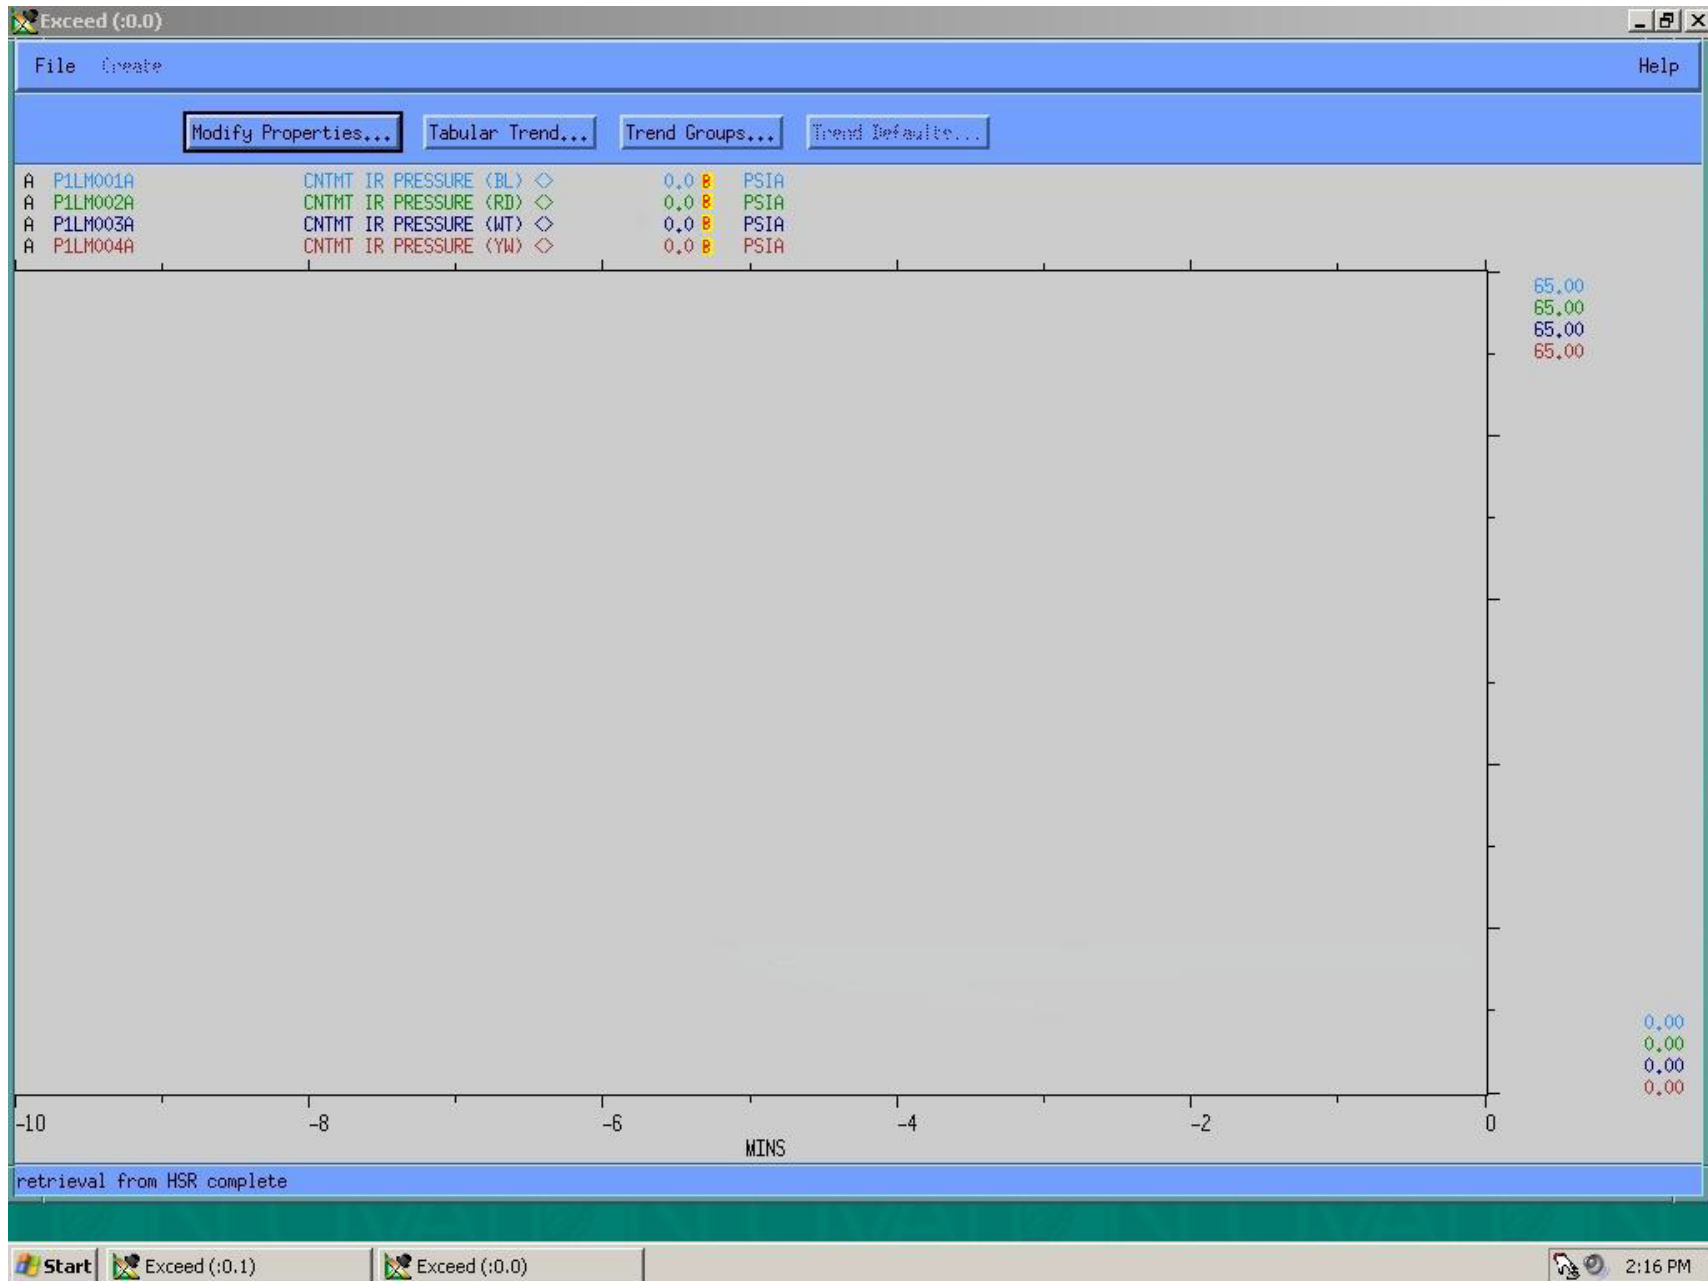 Exceed (:0.0)
File Create Help
Modify Properties... Tabular Trend... Trend Groups... Trend Defaults...
A P1LM001A CNTMT IR PRESSURE (BL) <> 0.0 B PSIA
A P1LM002A CNTMT IR PRESSURE (RD) <> 0.0 B PSIA
A P1LM003A CNTMT IR PRESSURE (WT) <> 0.0 B PSIA
A P1LM004A CNTMT IR PRESSURE (YW) <> 0.0 B PSIA
65.00
65.00
65.00
65.00
0.00
0.00
0.00
0.00
-10 -8 -6 -4 -2 0
MINS
retrieval from HSR complete
Start Exceed (:0.1) Exceed (:0.0) 2:16 PM